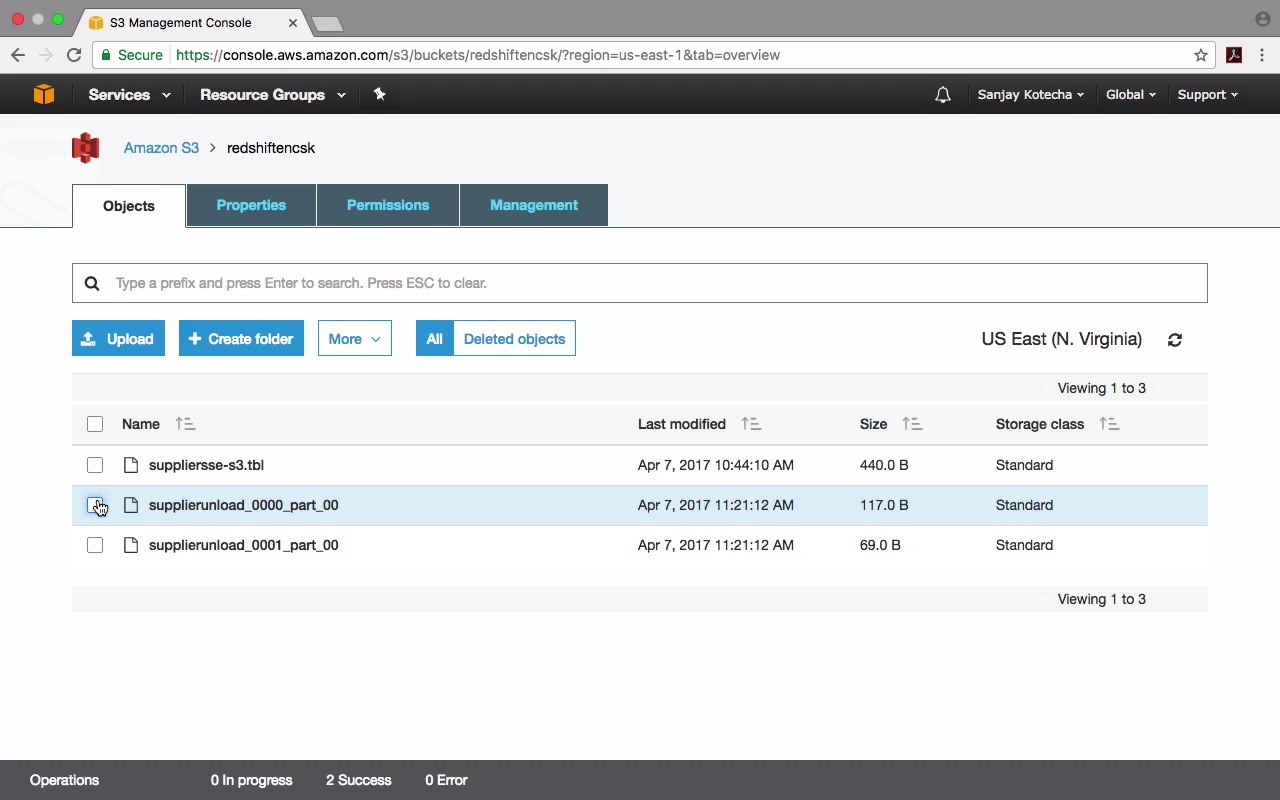 S3 Management Console
Secure https://console.aws.amazon.com/s3/buckets/redshiftencsk/?region=us-east-1&tab=overview
Services Resource Groups Sanjay Kotecha Global Support
Amazon S3 > redshiftencsk
Objects Properties Permissions Management
Type a prefix and press Enter to search. Press ESC to clear.
Upload + Create folder More All Deleted objects US East (N. Virginia)
Viewing 1 to 3
Name Last modified Size Storage class
suppliersse-s3.tbl Apr 7, 2017 10:44:10 AM 440.0 B Standard
supplierunload_0000_part_00 Apr 7, 2017 11:21:12 AM 117.0 B Standard
supplierunload_0001_part_00 Apr 7, 2017 11:21:12 AM 69.0 B Standard
Viewing 1 to 3
Operations 0 In progress 2 Success 0 Error